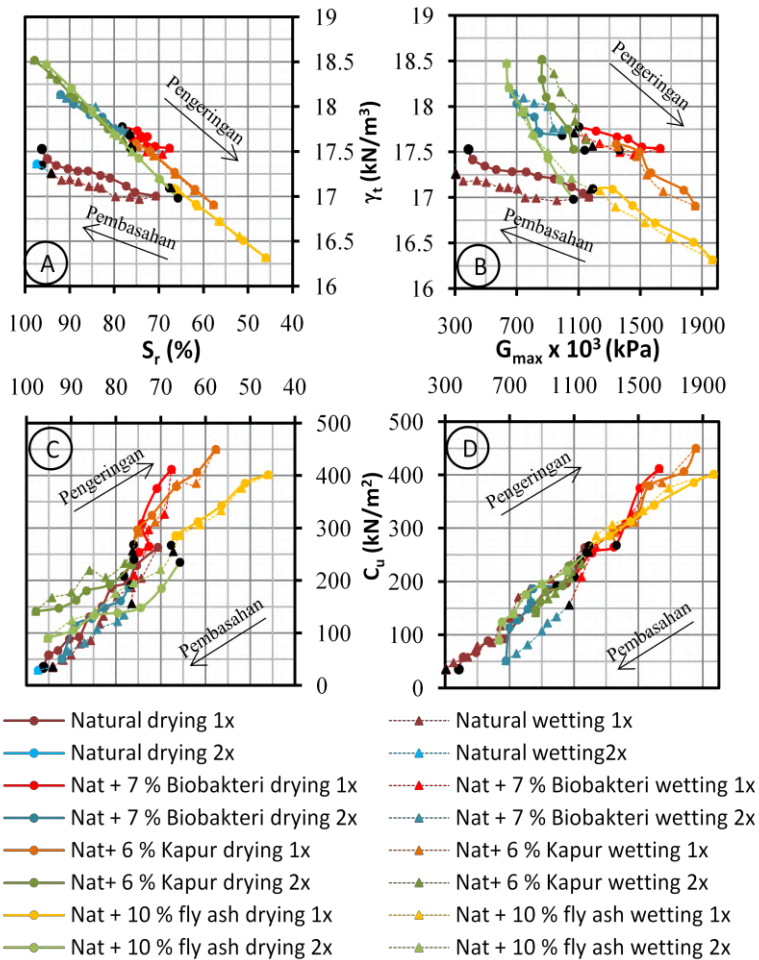 19
18.5
18
17.5
17
16.5
16
γt (kN/m³)
Pengeringan
Pembasahan
A
100 90 80 70 60 50 40
Sr (%)
19
18.5
18
17.5
17
16.5
16
Pengeringan
Pembasahan
B
300 700 1100 1500 1900
Gmax x 10³ (kPa)
100 90 80 70 60 50 40
C
Pengeringan
Pembasahan
500
400
300
200
100
0
Cu (kN/m²)
300 700 1100 1500 1900
500
400
300
200
100
0
D
Pengeringan
Pembasahan
Natural drying 1x
Natural wetting 1x
Natural drying 2x
Natural wetting2x
Nat + 7 % Biobakteri drying 1x
Nat + 7 % Biobakteri wetting 1x
Nat + 7 % Biobakteri drying 2x
Nat + 7 % Biobakteri wetting 2x
Nat+ 6 % Kapur drying 1x
Nat+ 6 % Kapur wetting 1x
Nat+ 6 % Kapur drying 2x
Nat+ 6 % Kapur wetting 2x
Nat + 10 % fly ash drying 1x
Nat + 10 % fly ash wetting 1x
Nat + 10 % fly ash drying 2x
Nat + 10 % fly ash wetting 2x